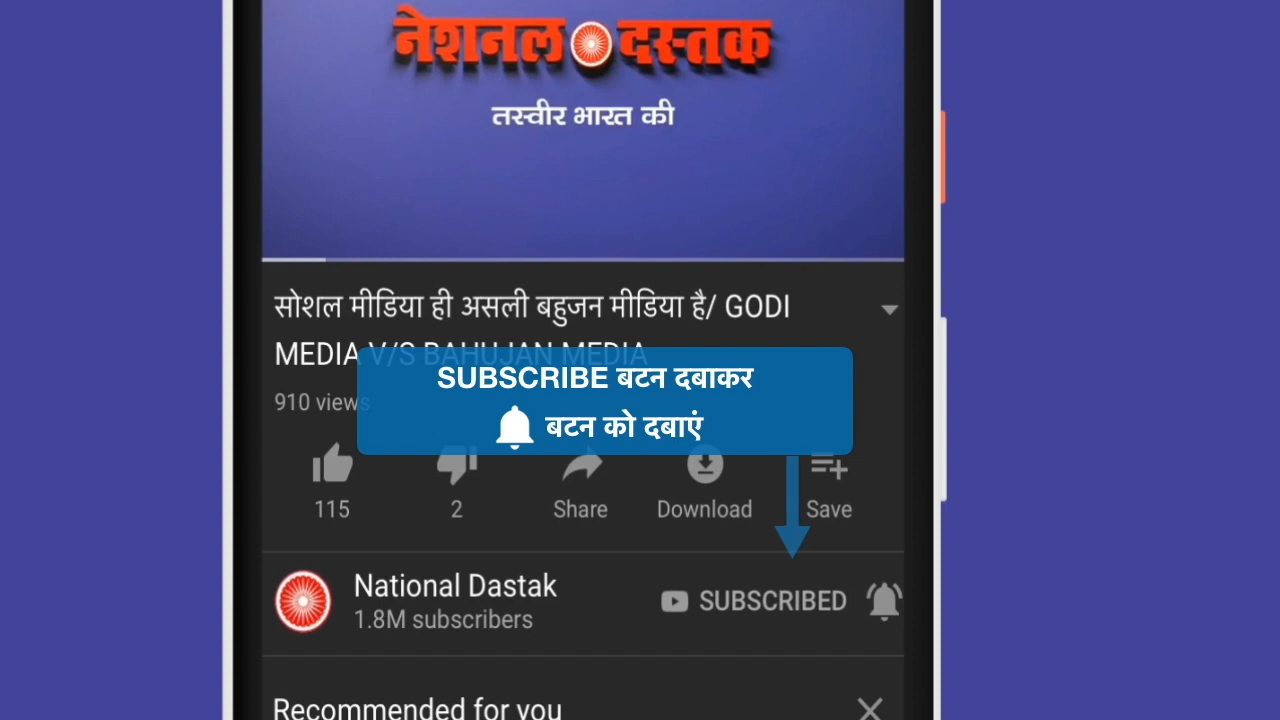 नेशनल दस्तक
तस्वीर भारत की
सोशल मीडिया ही असली बहुजन मीडिया है/ GODI
MEDIA V/S BAHUJAN MEDIA
910 views
SUBSCRIBE बटन दबाकर
बटन को दबाएं
115
2
Share
Download
Save
National Dastak
1.8M subscribers
SUBSCRIBED
Recommended for you